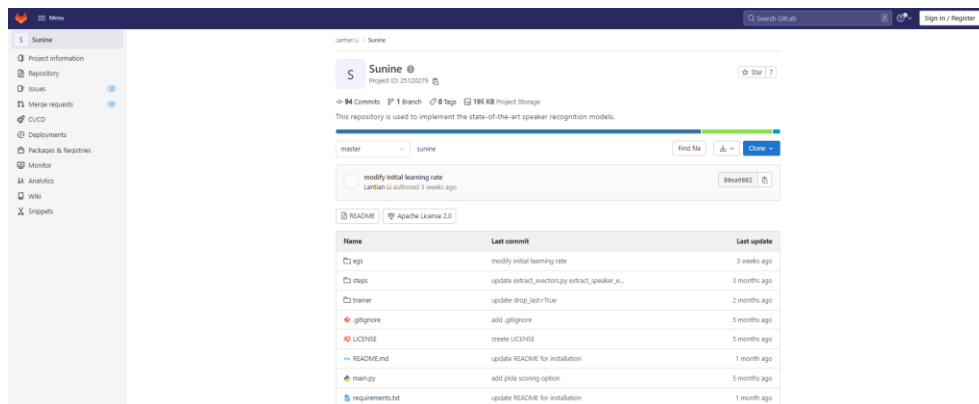 Menu
Search GitLab
/
Sign in / Register
S Sunine
Project information
Repository
Issues 0
Merge requests 0
CI/CD
Deployments
Packages & Registries
Monitor
Analytics
Wiki
Snippets
Lantian Li > Sunine
S
Sunine
Project ID: 25120279
Star 7
94 Commits 1 Branch 0 Tags 195 KB Project Storage
This repository is used to implement the state-of-the-art speaker recognition models.
master sunine Find file Clone
modify initial learning rate
Lantian Li authored 3 weeks ago
README Apache License 2.0
Name Last commit Last update
egs modify initial learning rate 3 weeks ago
steps update extract_xvectors.py extract_speaker_e... 3 months ago
trainer update drop_last=True 2 months ago
.gitignore add .gitignore 5 months ago
LICENSE create LICENSE 5 months ago
README.md update README for installation 1 month ago
main.py add plda scoring option 5 months ago
requirements.txt update README for installation 1 month ago